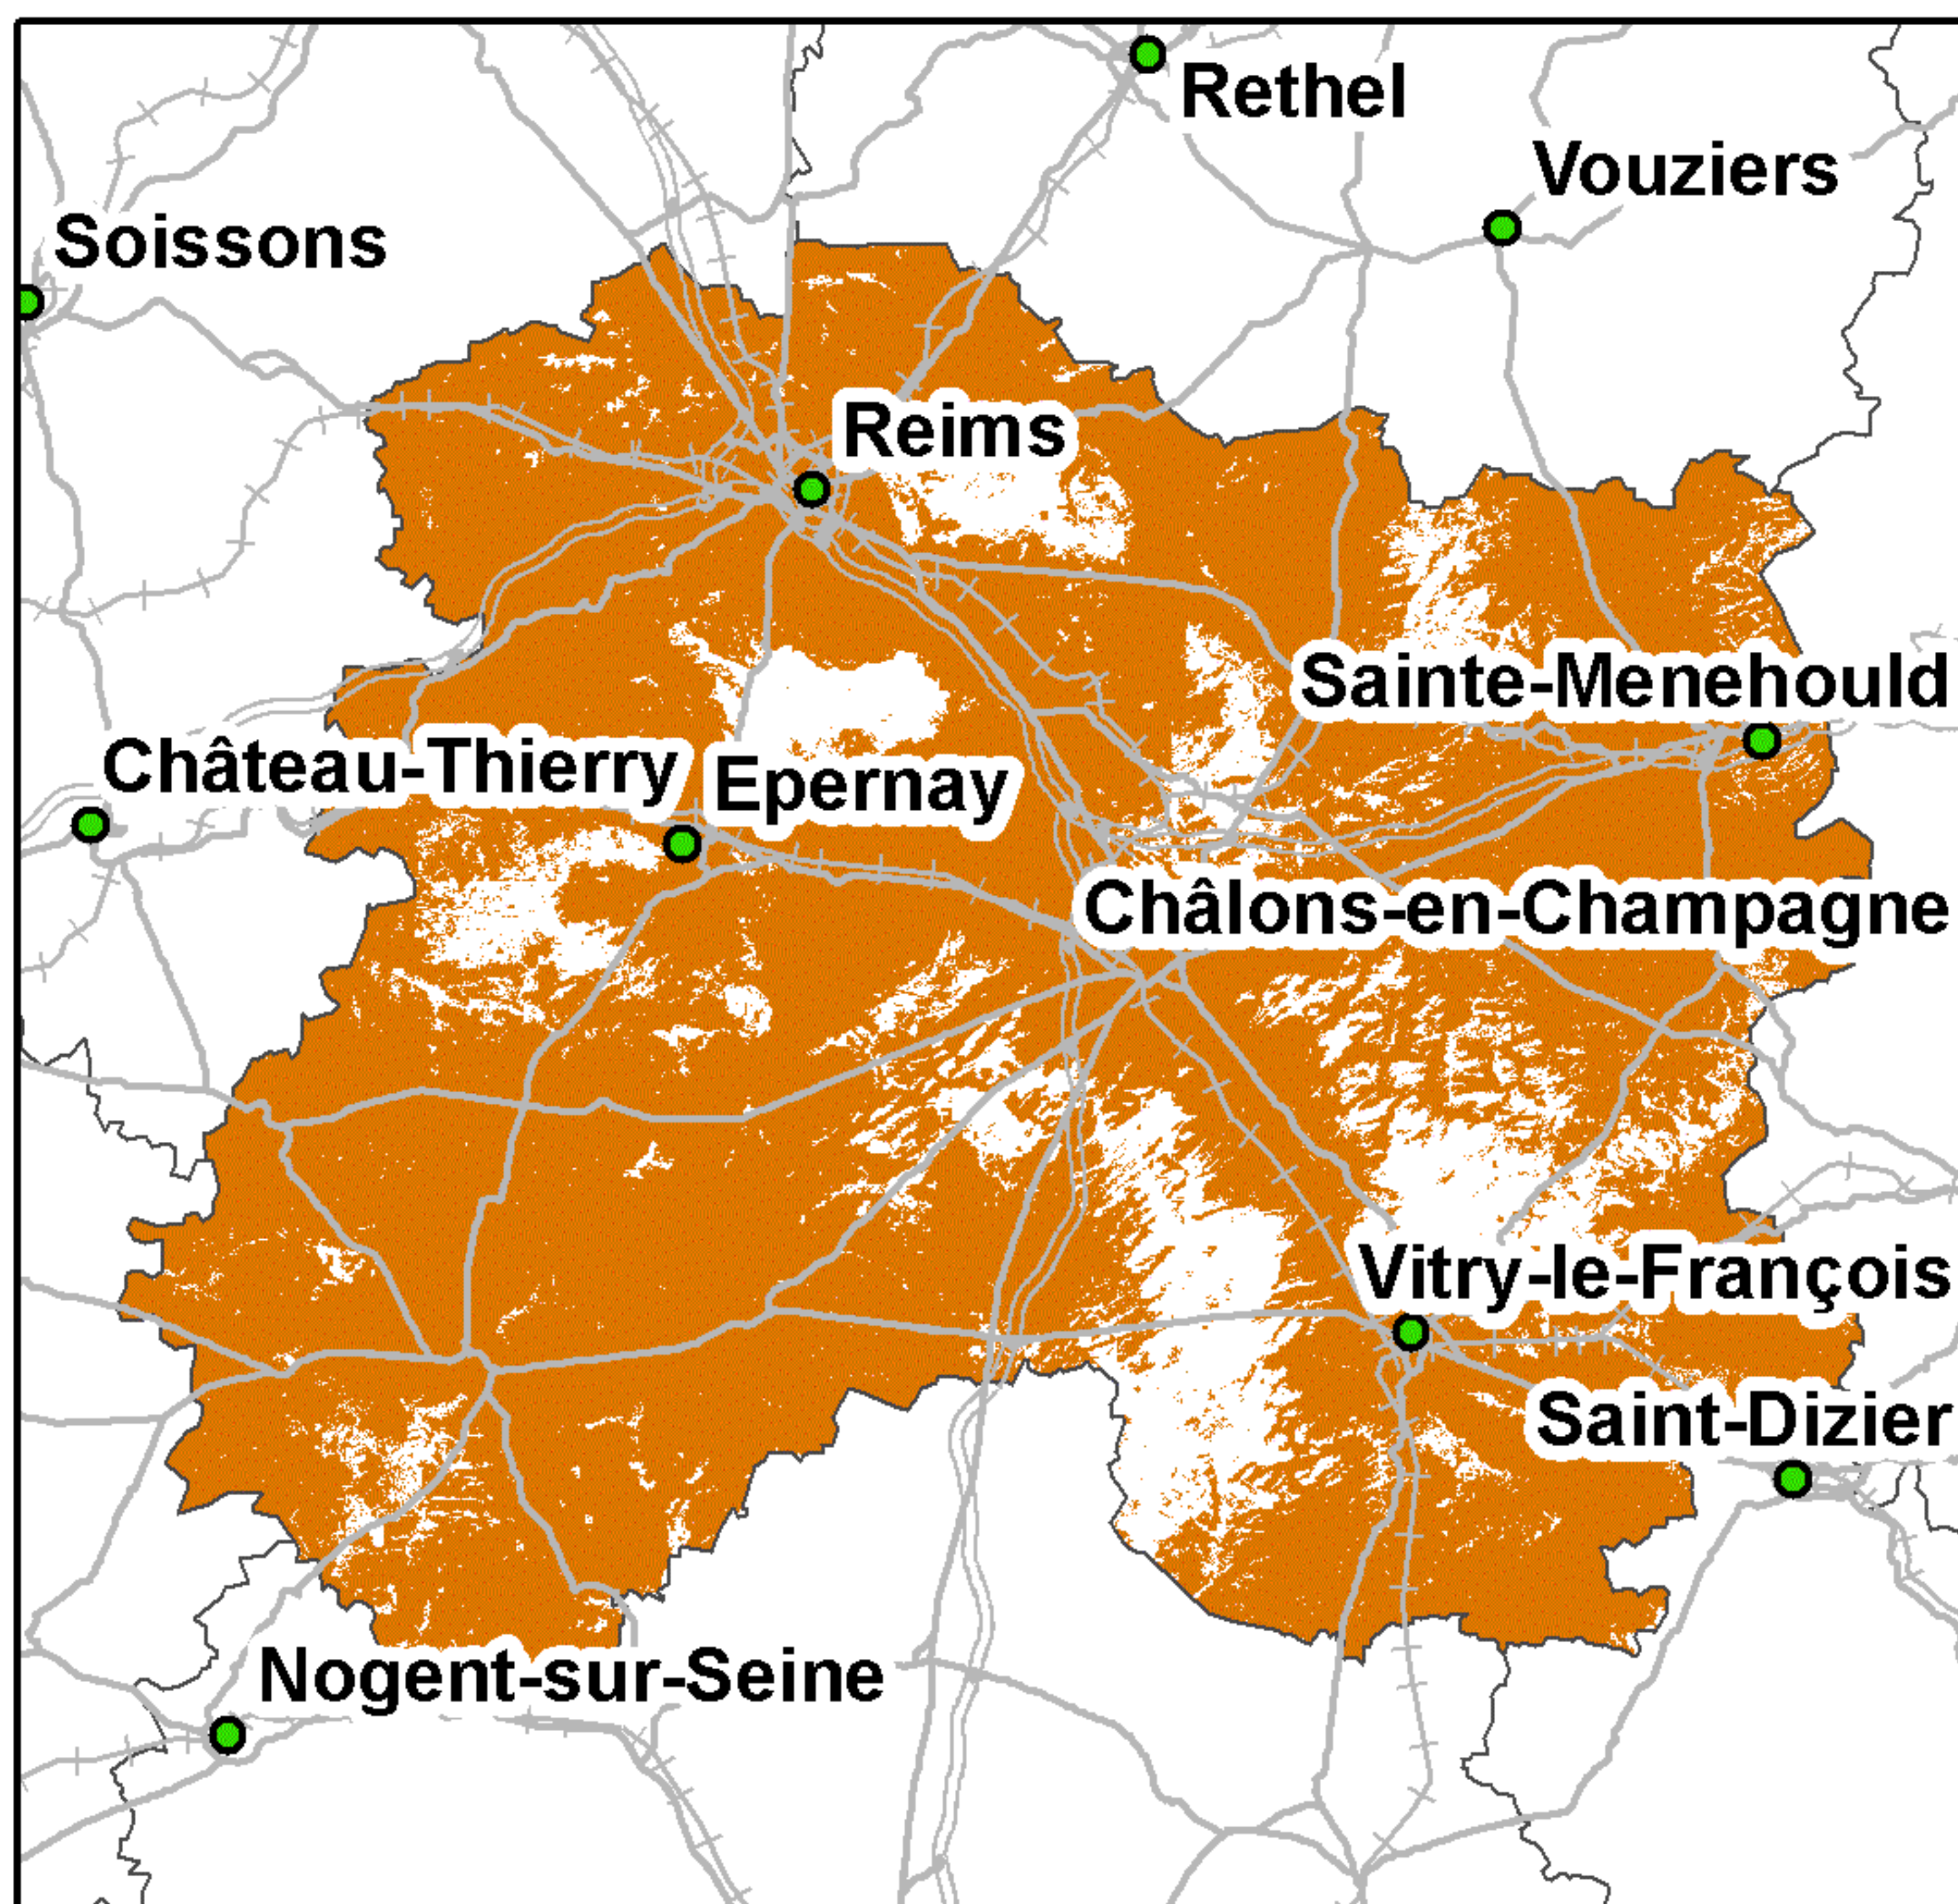 Rethel
Vouziers
Soissons
Reims
Sainte-Menehould
Château-Thierry
Epernay
Châlons-en-Champagne
Vitry-le-François
Saint-Dizier
Nogent-sur-Seine